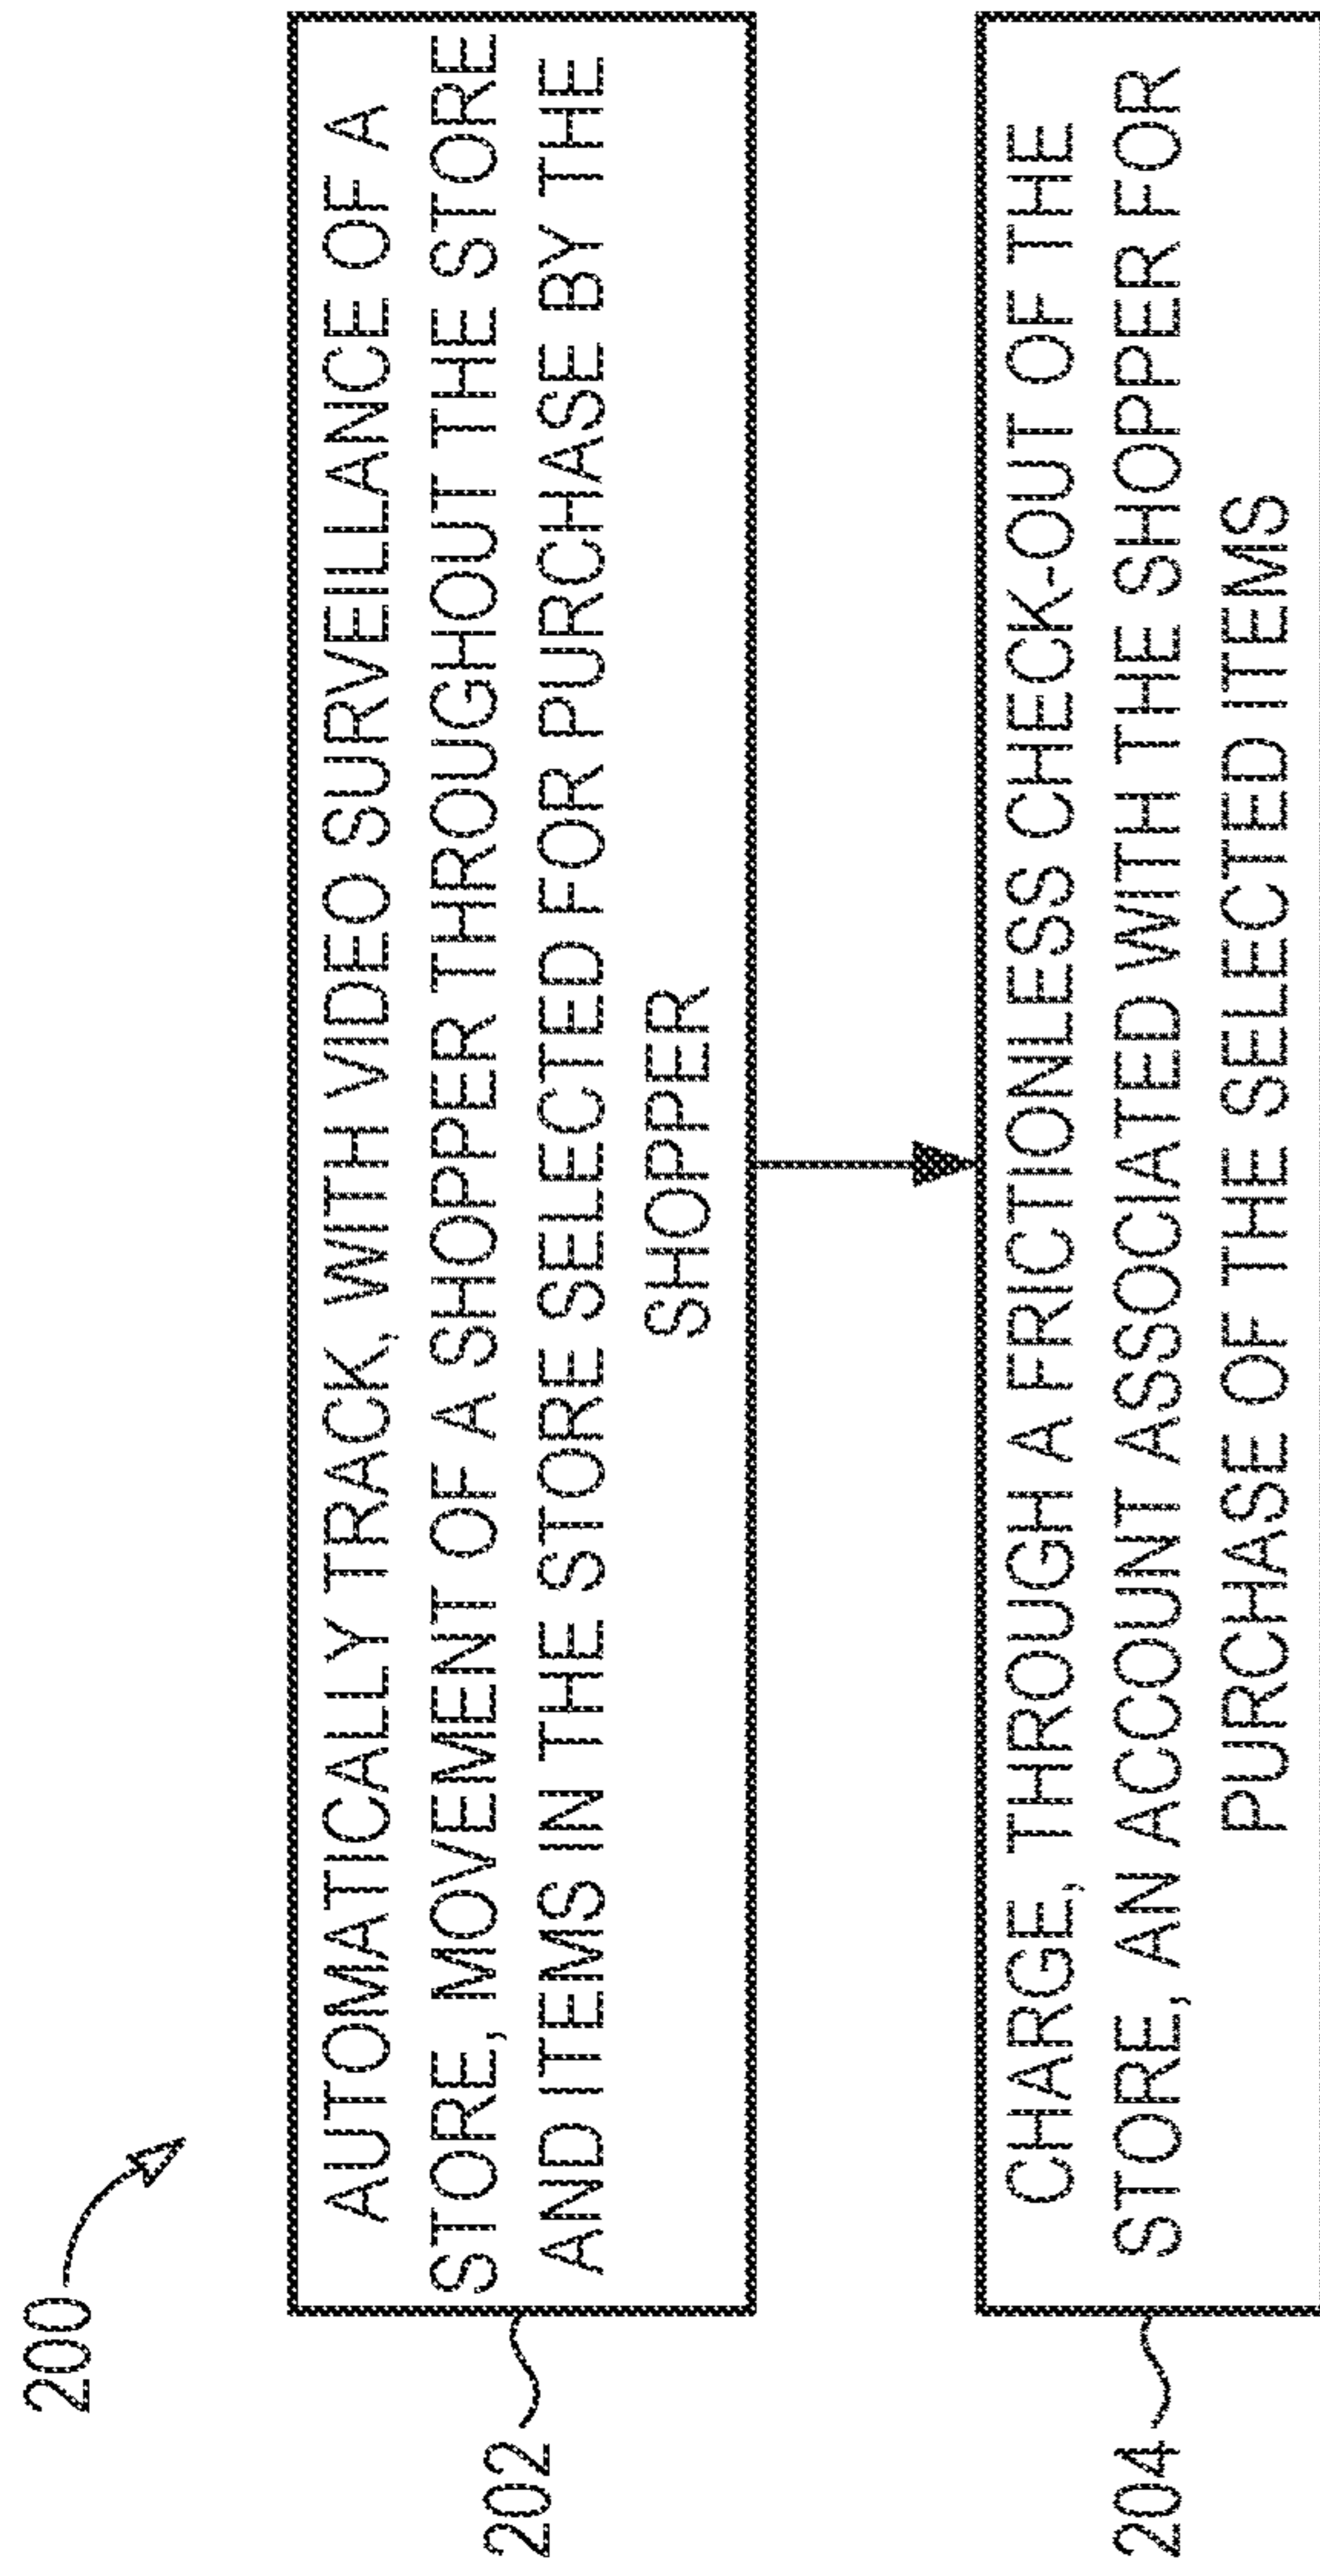 200
202
AUTOMATICALLY TRACK, WITH VIDEO SURVEILLANCE OF A
STORE, MOVEMENT OF A SHOPPER THROUGHOUT THE STORE
AND ITEMS IN THE STORE SELECTED FOR PURCHASE BY THE
SHOPPER
204
CHARGE, THROUGH A FRICTIONLESS CHECK-OUT OF THE
STORE, AN ACCOUNT ASSOCIATED WITH THE SHOPPER FOR
PURCHASE OF THE SELECTED ITEMS